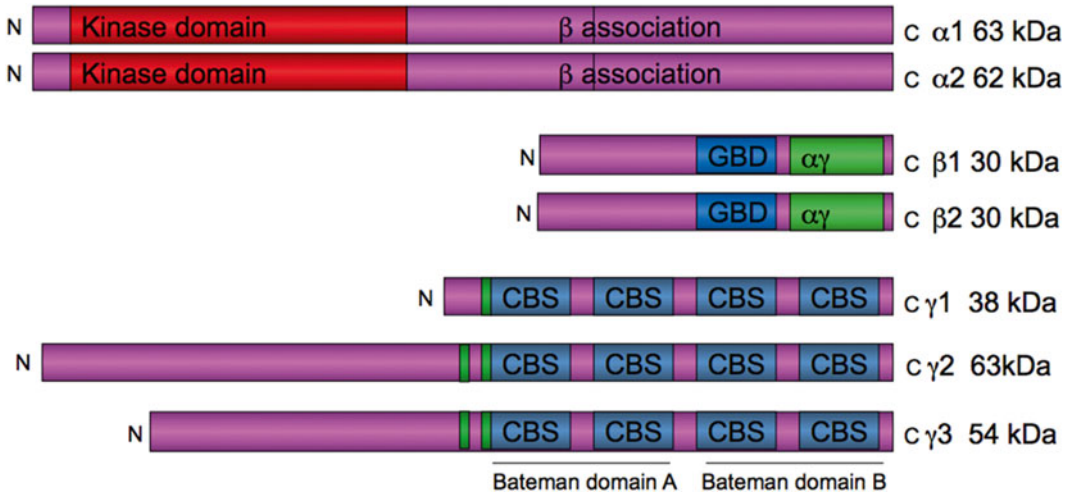 N Kinase domain β association C α1 63 kDa
N Kinase domain β association C α2 62 kDa
N GBD αγ C β1 30 kDa
N GBD αγ C β2 30 kDa
N CBS CBS CBS CBS C γ1 38 kDa
N CBS CBS CBS CBS C γ2 63kDa
N CBS CBS CBS CBS C γ3 54 kDa
Bateman domain A Bateman domain B